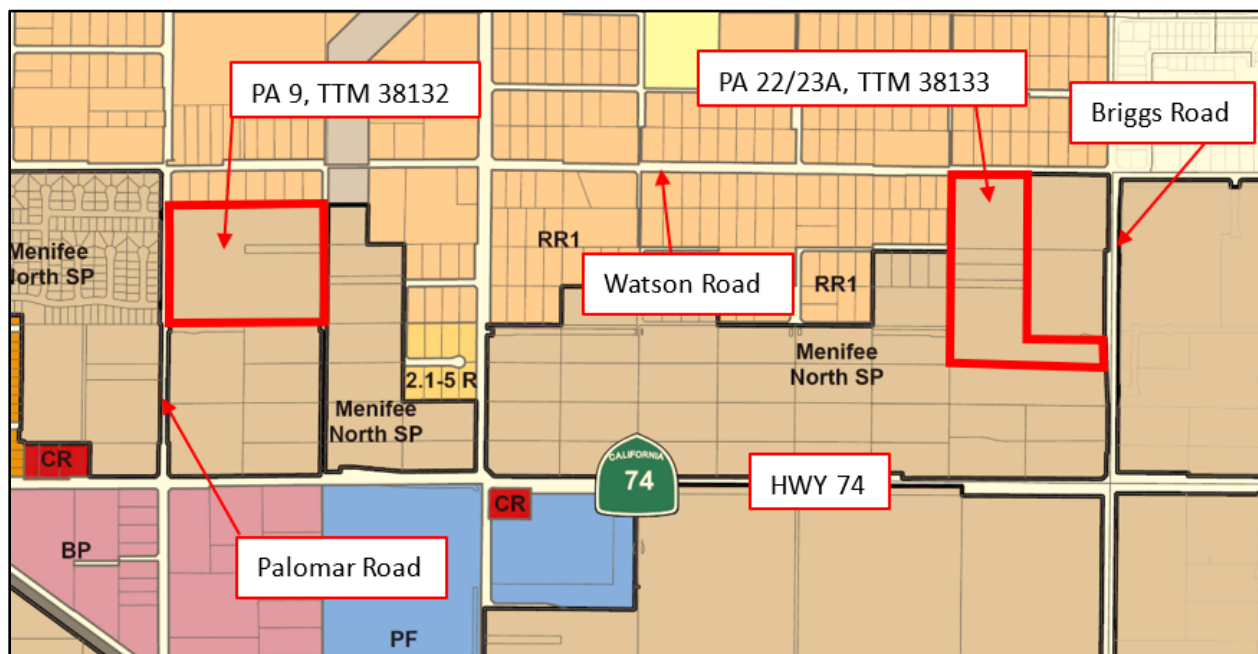 PA 9, TTM 38132
PA 22/23A, TTM 38133
Briggs Road
Menifee
North SP
RR1
Watson Road
RR1
Menifee
North SP
2.1-5 R
Menifee
North SP
CR
CALIFORNIA
74
HWY 74
CR
BP
Palomar Road
PF